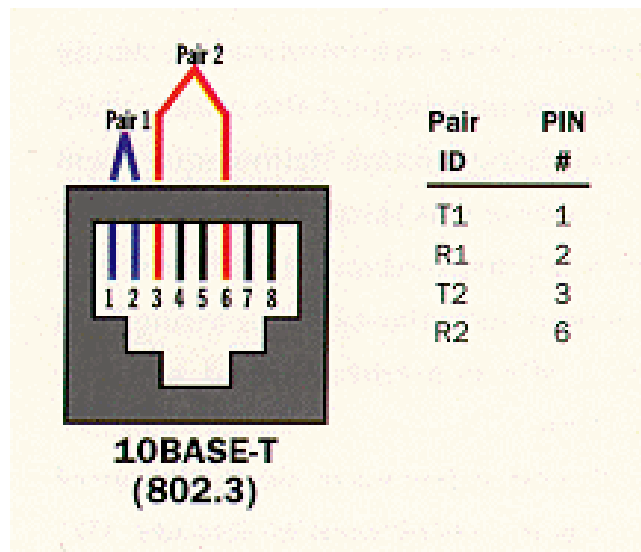 Pair 2
Pair 1
1 2 3 4 5 6 7 8
10BASE-T
(802.3)
Pair PIN
ID #
T1 1
R1 2
T2 3
R2 6